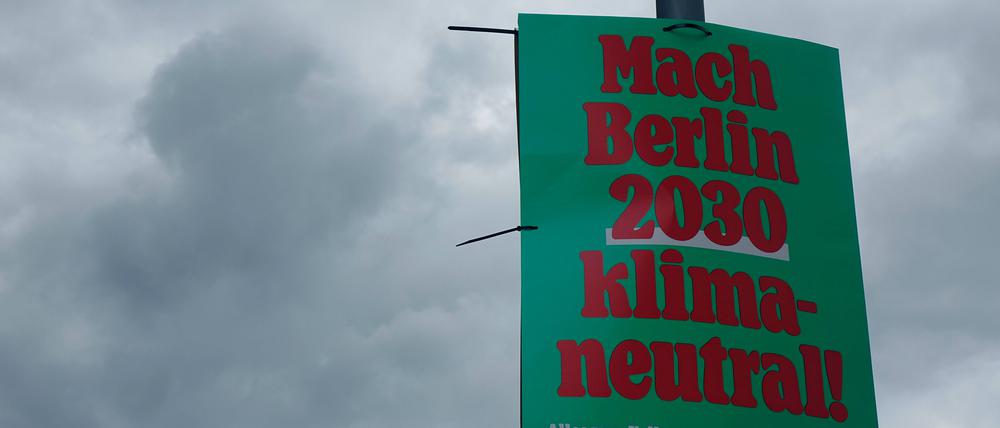 Mach
Berlin
2030
klima-
neutral!